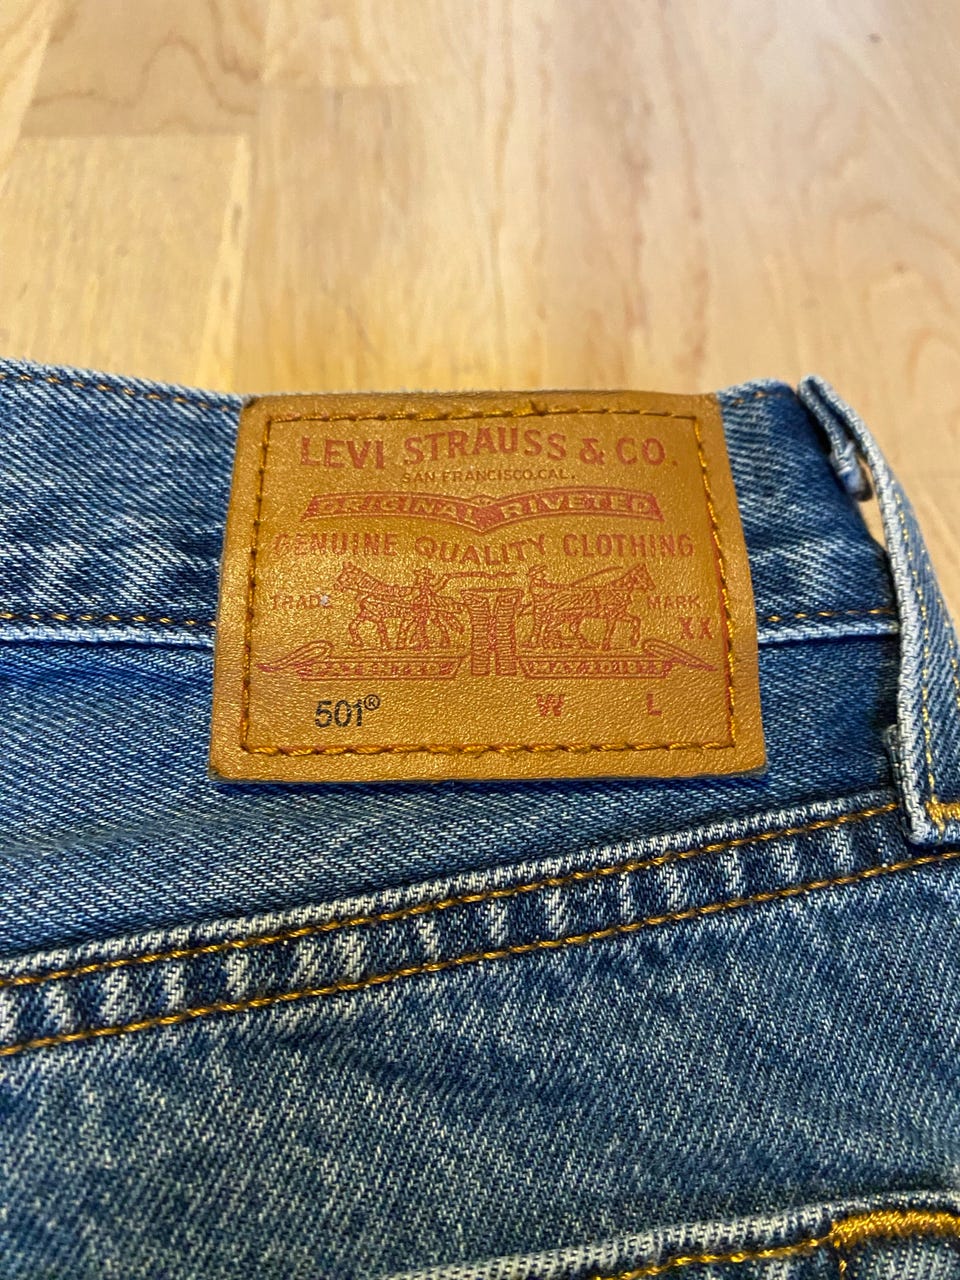 LEVI STRAUSS & CO.
SAN FRANCISCO, CAL.
ORIGINAL RIVETED
GENUINE QUALITY CLOTHING
TRADE MARK
XX
501® W L